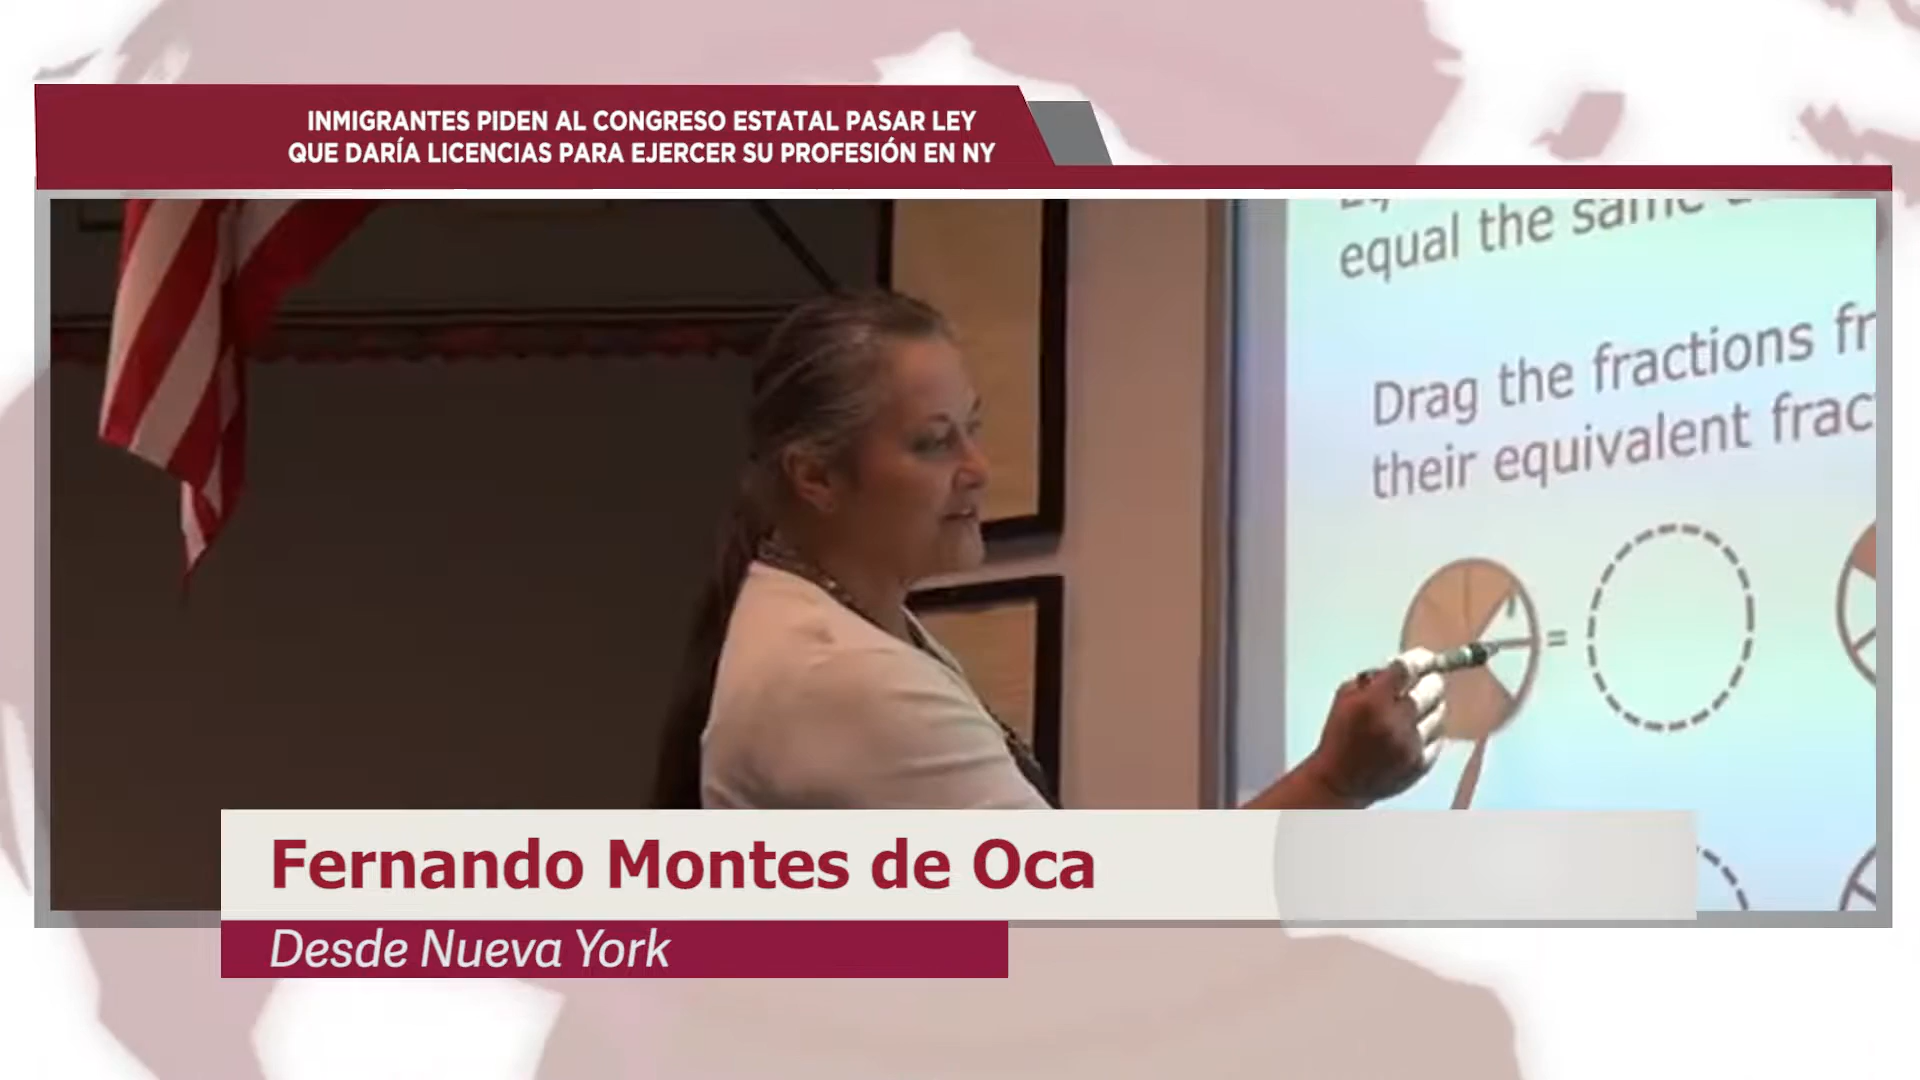 INMIGRANTES PIDEN AL CONGRESO ESTATAL PASAR LEY
QUE DARÍA LICENCIAS PARA EJERCER SU PROFESIÓN EN NY
equal the same
Drag the fractions
their equivalent
=
Fernando Montes de Oca
Desde Nueva York